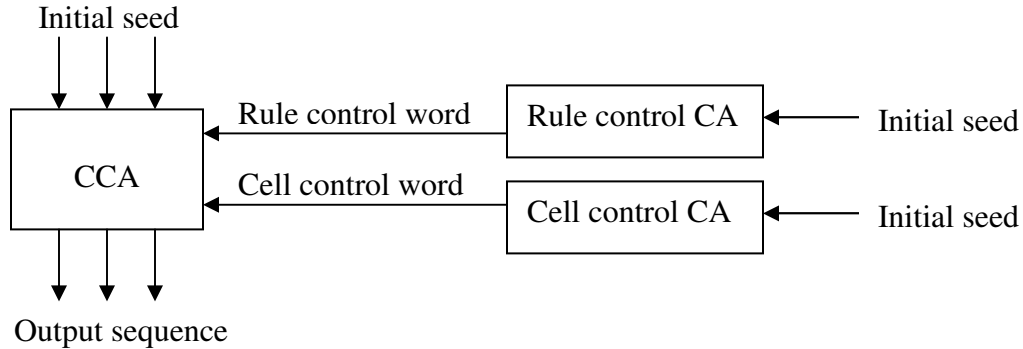 Initial seed
Rule control word
Rule control CA
Initial seed
CCA
Cell control word
Cell control CA
Initial seed
Output sequence